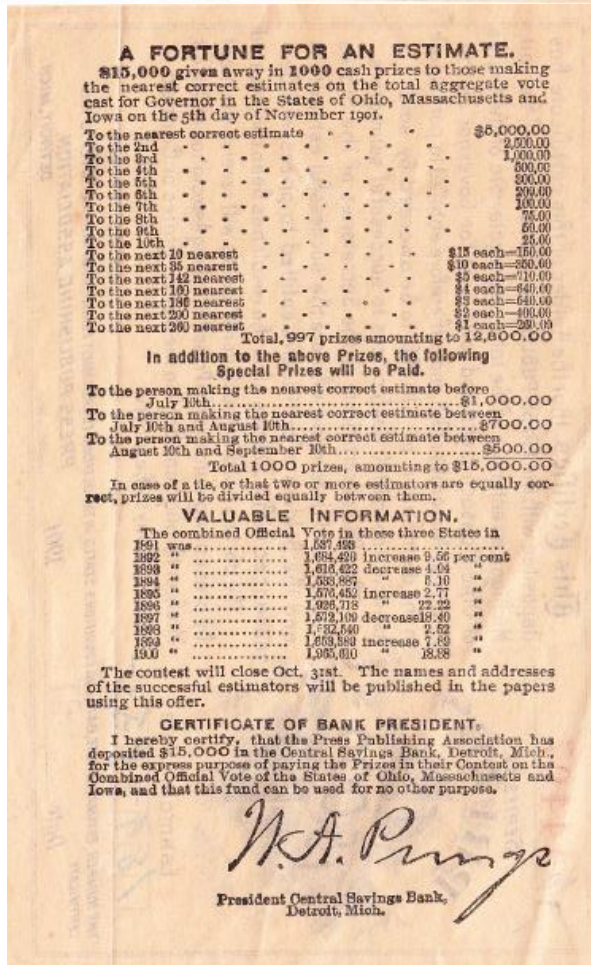 A FORTUNE FOR AN ESTIMATE.
$15,000 given away in 1000 cash prizes to those making
the nearest correct estimates on the total aggregate vote
cast for Governor in the States of Ohio, Massachusetts and
Iowa on the 5th day of November 1901.
To the nearest correct estimate - - - $5,000.00
To the 2nd - - - - - - - - 2,500.00
To the 3rd - - - - - - - - 1,000.00
To the 4th - - - - - - - - 500.00
To the 5th - - - - - - - - 300.00
To the 6th - - - - - - - - 200.00
To the 7th - - - - - - - - 100.00
To the 8th - - - - - - - - 75.00
To the 9th - - - - - - - - 50.00
To the 10th - - - - - - - - 25.00
To the next 10 nearest - - - - - $15 each=150.00
To the next 35 nearest - - - - - $10 each=350.00
To the next 142 nearest - - - - - $5 each=710.00
To the next 160 nearest - - - - - $4 each=640.00
To the next 180 nearest - - - - - $3 each=540.00
To the next 200 nearest - - - - - $2 each=400.00
To the next 260 nearest - - - - - $1 each=260.00
Total, 997 prizes amounting to 12,800.00
In addition to the above Prizes, the following
Special Prizes will be Paid.
To the person making the nearest correct estimate before
July 10th..............................$1,000.00
To the person making the nearest correct estimate between
July 10th and August 10th......................$700.00
To the person making the nearest correct estimate between
August 10th and September 10th................$500.00
Total 1000 prizes, amounting to $15,000.00
In case of a tie, or that two or more estimators are equally cor-
rect, prizes will be divided equally between them.
VALUABLE INFORMATION.
The combined Official Vote in these three States in
1891 was............... 1,537,493 ....................
1892 " ............... 1,684,420 increase 9.56 per cent
1893 " ............... 1,616,422 decrease 4.04 "
1894 " ............... 1,533,887 " 5.10 "
1895 " ............... 1,576,452 increase 2.77 "
1896 " ............... 1,926,718 " 22.22 "
1897 " ............... 1,572,109 decrease 18.40 "
1898 " ............... 1,532,540 " 2.52 "
1899 " ............... 1,653,583 increase 7.89 "
1900 " ............... 1,965,610 " 18.88 "
The contest will close Oct. 31st. The names and addresses
of the successful estimators will be published in the papers
using this offer.
CERTIFICATE OF BANK PRESIDENT.
I hereby certify, that the Press Publishing Association has
deposited $15,000 in the Central Savings Bank, Detroit, Mich.,
for the express purpose of paying the Prizes in their Contest on the
Combined Official Vote of the States of Ohio, Massachusetts and
Iowa, and that this fund can be used for no other purpose.
W. A. Pungs
President Central Savings Bank,
Detroit, Mich.